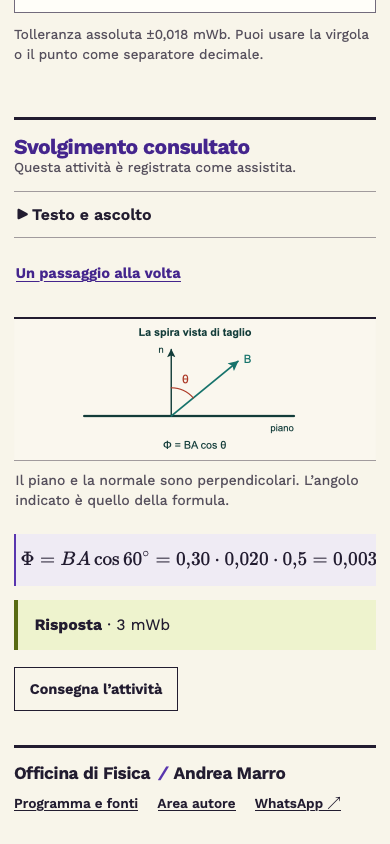 Tolleranza assoluta ±0,018 mWb. Puoi usare la virgola
o il punto come separatore decimale.
Svolgimento consultato
Questa attività è registrata come assistita.
▶ Testo e ascolto
Un passaggio alla volta
La spira vista di taglio
n
B
θ
piano
Φ = BA cos θ
Il piano e la normale sono perpendicolari. L’angolo
indicato è quello della formula.
Φ = BA cos 60° = 0,30 · 0,020 · 0,5 = 0,003
Risposta · 3 mWb
Consegna l’attività
Officina di Fisica / Andrea Marro
Programma e fonti Area autore WhatsApp ↗